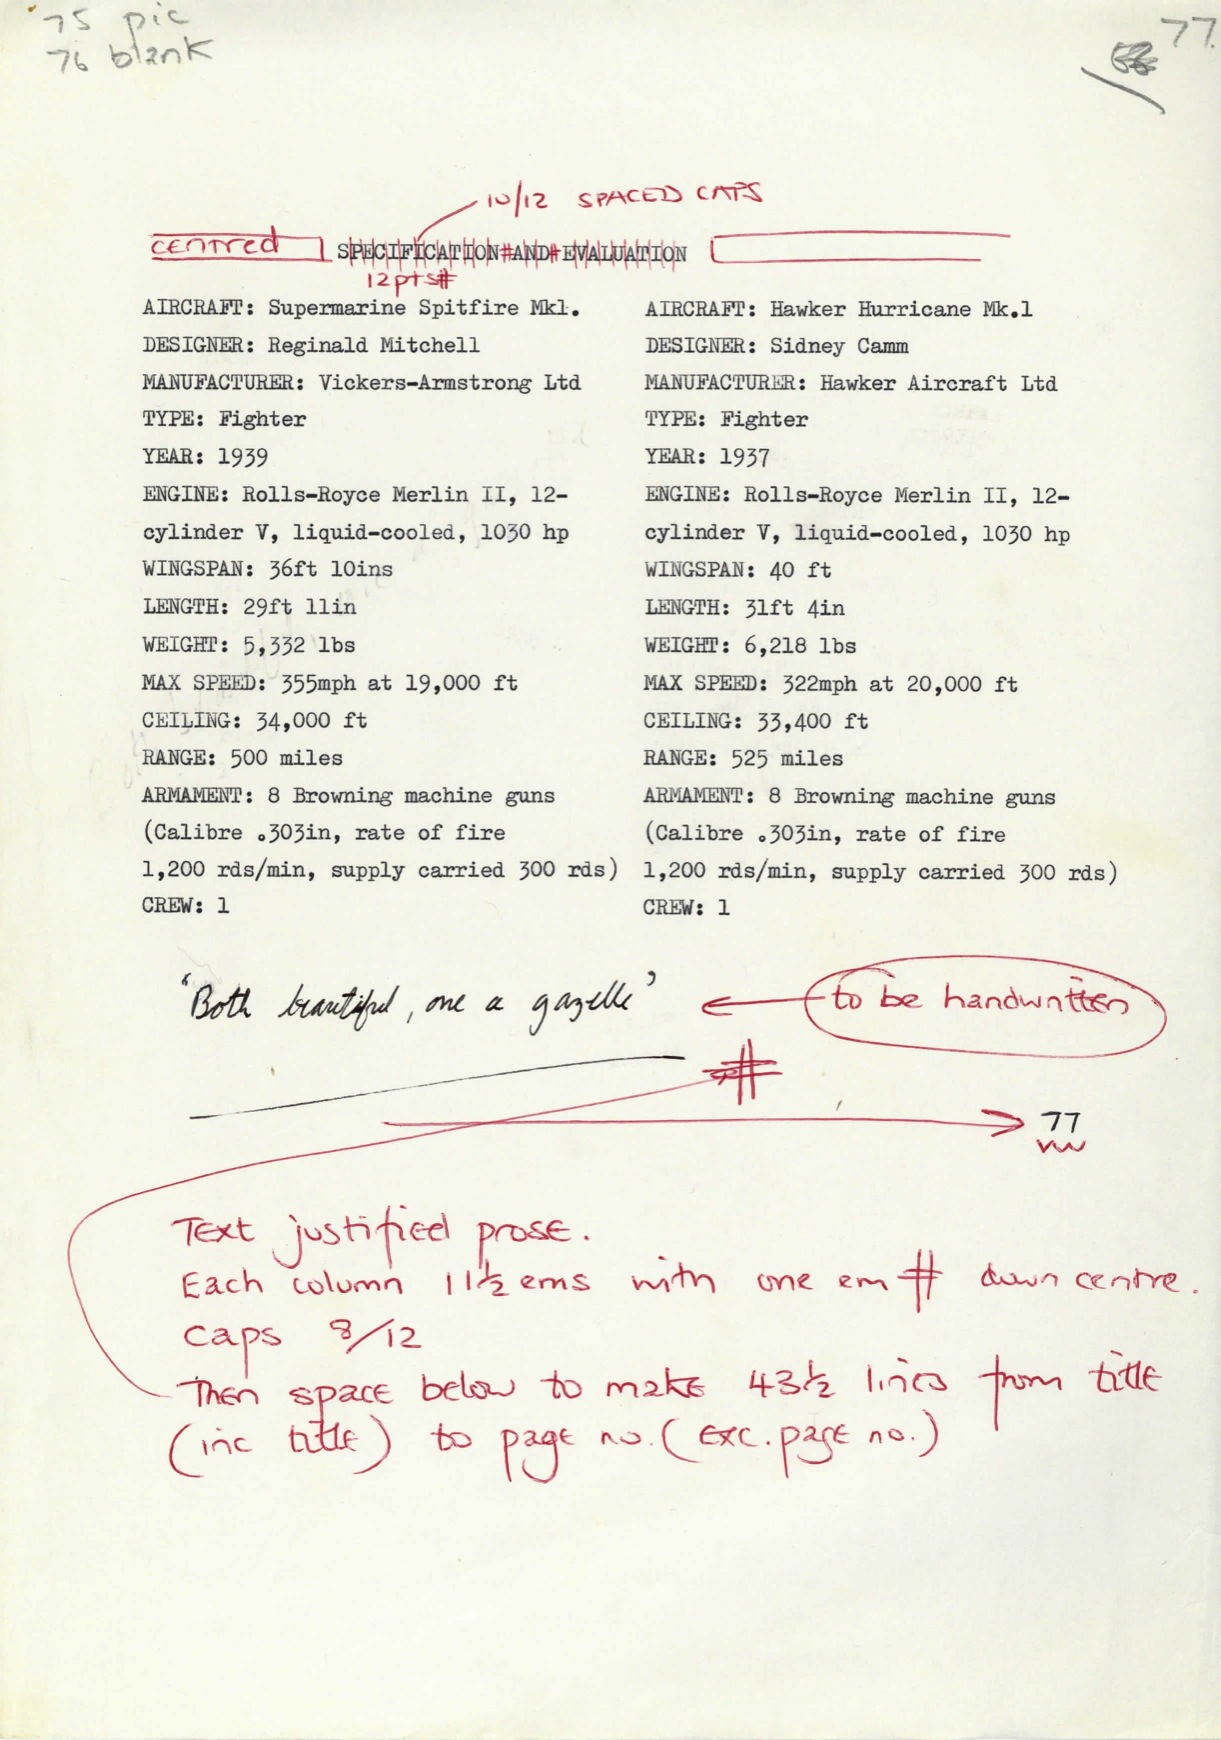 75 pic
76 blank
77.
10/12 SPACED CAPS
centred
SPECIFICATION#AND#EVALUATION
12pts#
AIRCRAFT: Supermarine Spitfire Mk1.
DESIGNER: Reginald Mitchell
MANUFACTURER: Vickers-Armstrong Ltd
TYPE: Fighter
YEAR: 1939
ENGINE: Rolls-Royce Merlin II, 12-
cylinder V, liquid-cooled, 1030 hp
WINGSPAN: 36ft 10ins
LENGTH: 29ft 11in
WEIGHT: 5,332 lbs
MAX SPEED: 355mph at 19,000 ft
CEILING: 34,000 ft
RANGE: 500 miles
ARMAMENT: 8 Browning machine guns
(Calibre .303in, rate of fire
1,200 rds/min, supply carried 300 rds)
CREW: 1
AIRCRAFT: Hawker Hurricane Mk.1
DESIGNER: Sidney Camm
MANUFACTURER: Hawker Aircraft Ltd
TYPE: Fighter
YEAR: 1937
ENGINE: Rolls-Royce Merlin II, 12-
cylinder V, liquid-cooled, 1030 hp
WINGSPAN: 40 ft
LENGTH: 31ft 4in
WEIGHT: 6,218 lbs
MAX SPEED: 322mph at 20,000 ft
CEILING: 33,400 ft
RANGE: 525 miles
ARMAMENT: 8 Browning machine guns
(Calibre .303in, rate of fire
1,200 rds/min, supply carried 300 rds)
CREW: 1
'Both beautiful, one a gazelle'
to be handwritten
#
77
Text justified prose.
Each column 11½ ems with one em # down centre.
Caps 8/12
Then space below to make 43½ lines from title
(inc title) to page no. (exc. page no.)